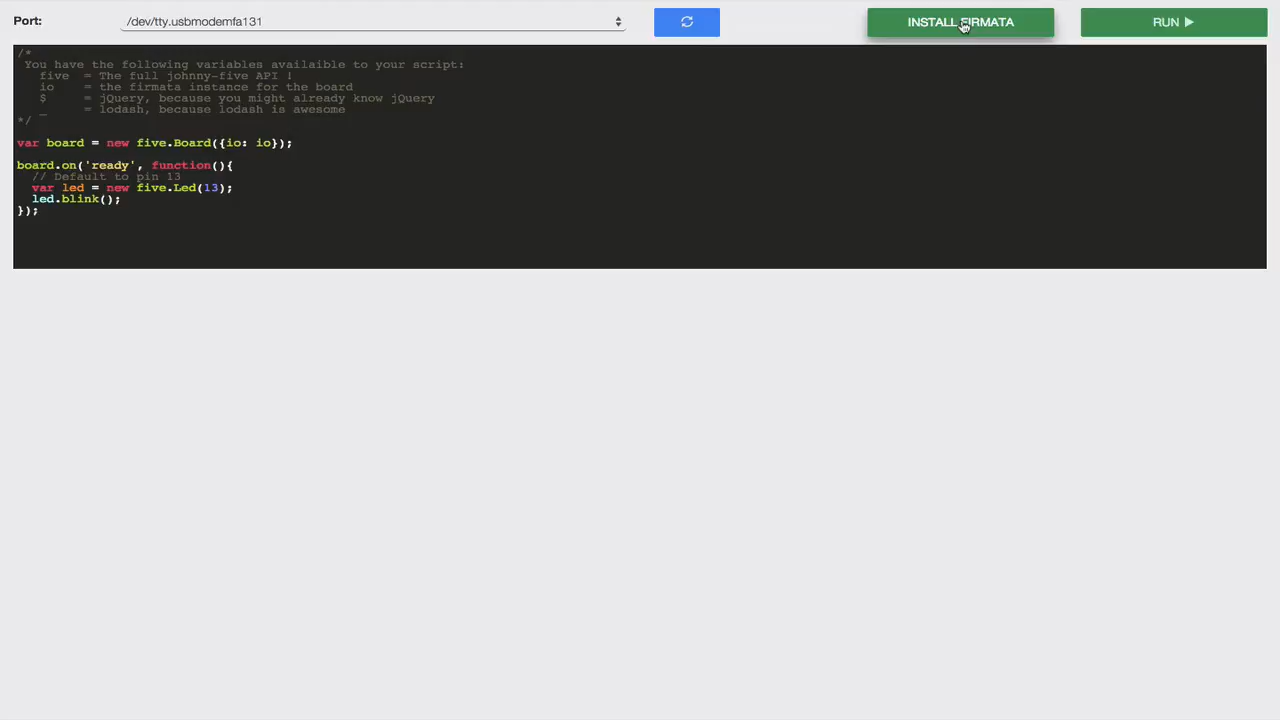 Port: /dev/tty.usbmodemfa131 INSTALL FIRMATA RUN ▶
/*
You have the following variables availaible to your script:
five = The full johnny-five API !
io = the firmata instance for the board
$ = jQuery, because you might already know jQuery
_ = lodash, because lodash is awesome
*/
var board = new five.Board({io: io});
board.on('ready', function(){
// Default to pin 13
var led = new five.Led(13);
led.blink();
});